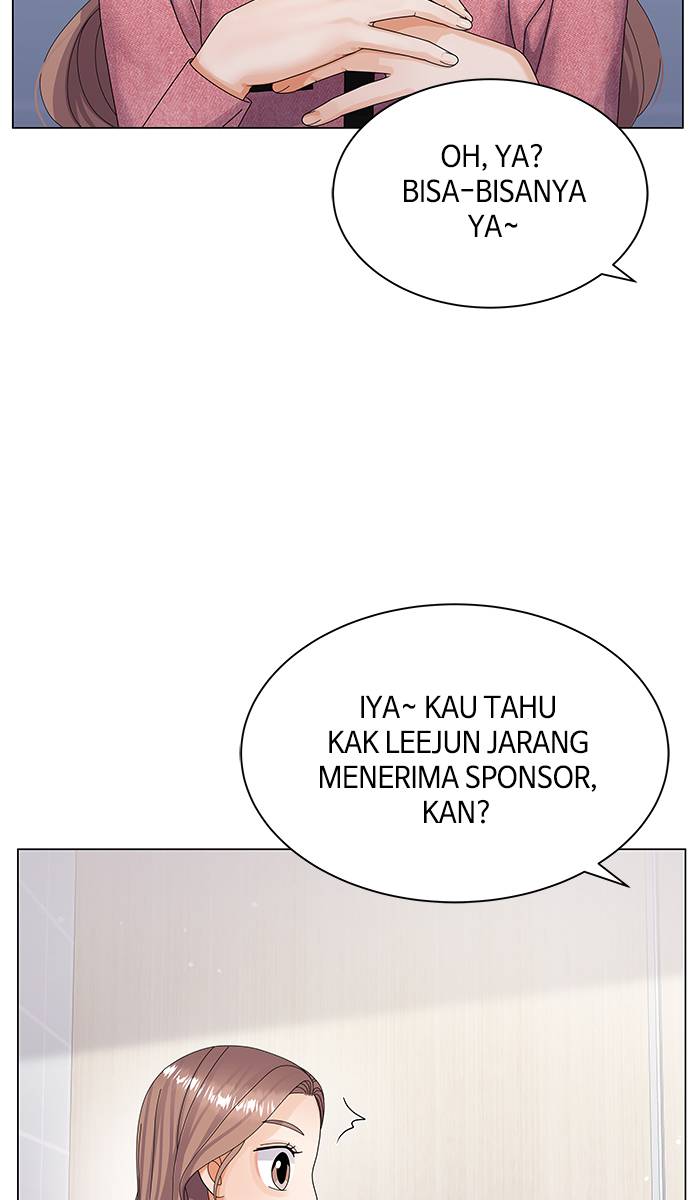 OH, YA?
BISA-BISANYA
YA~
IYA~ KAU TAHU
KAK LEEJUN JARANG
MENERIMA SPONSOR,
KAN?